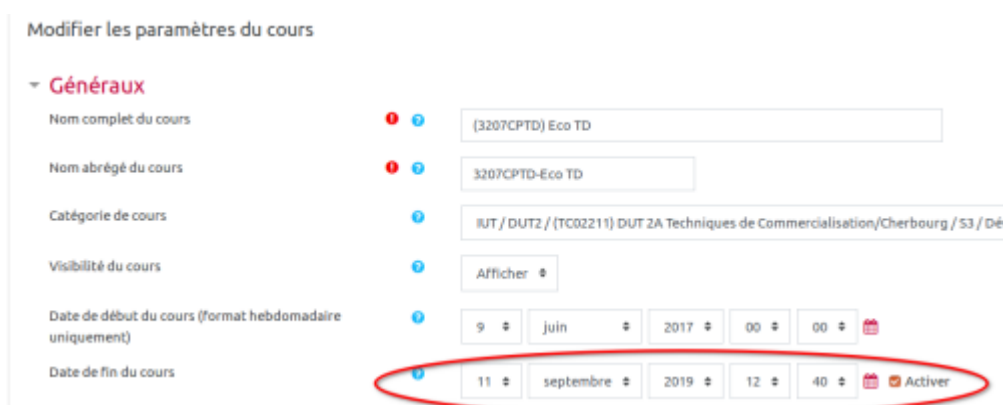 Modifier les paramètres du cours
Généraux
Nom complet du cours
(3207CPTD) Eco TD
Nom abrégé du cours
3207CPTD-Eco TD
Catégorie de cours
IUT / DUT2 / (TC02211) DUT 2A Techniques de Commercialisation/Cherbourg / S3 / Dé
Visibilité du cours
Afficher
Date de début du cours (format hebdomadaire
uniquement)
9 juin 2017 00 00
Date de fin du cours
11 septembre 2019 12 40 Activer